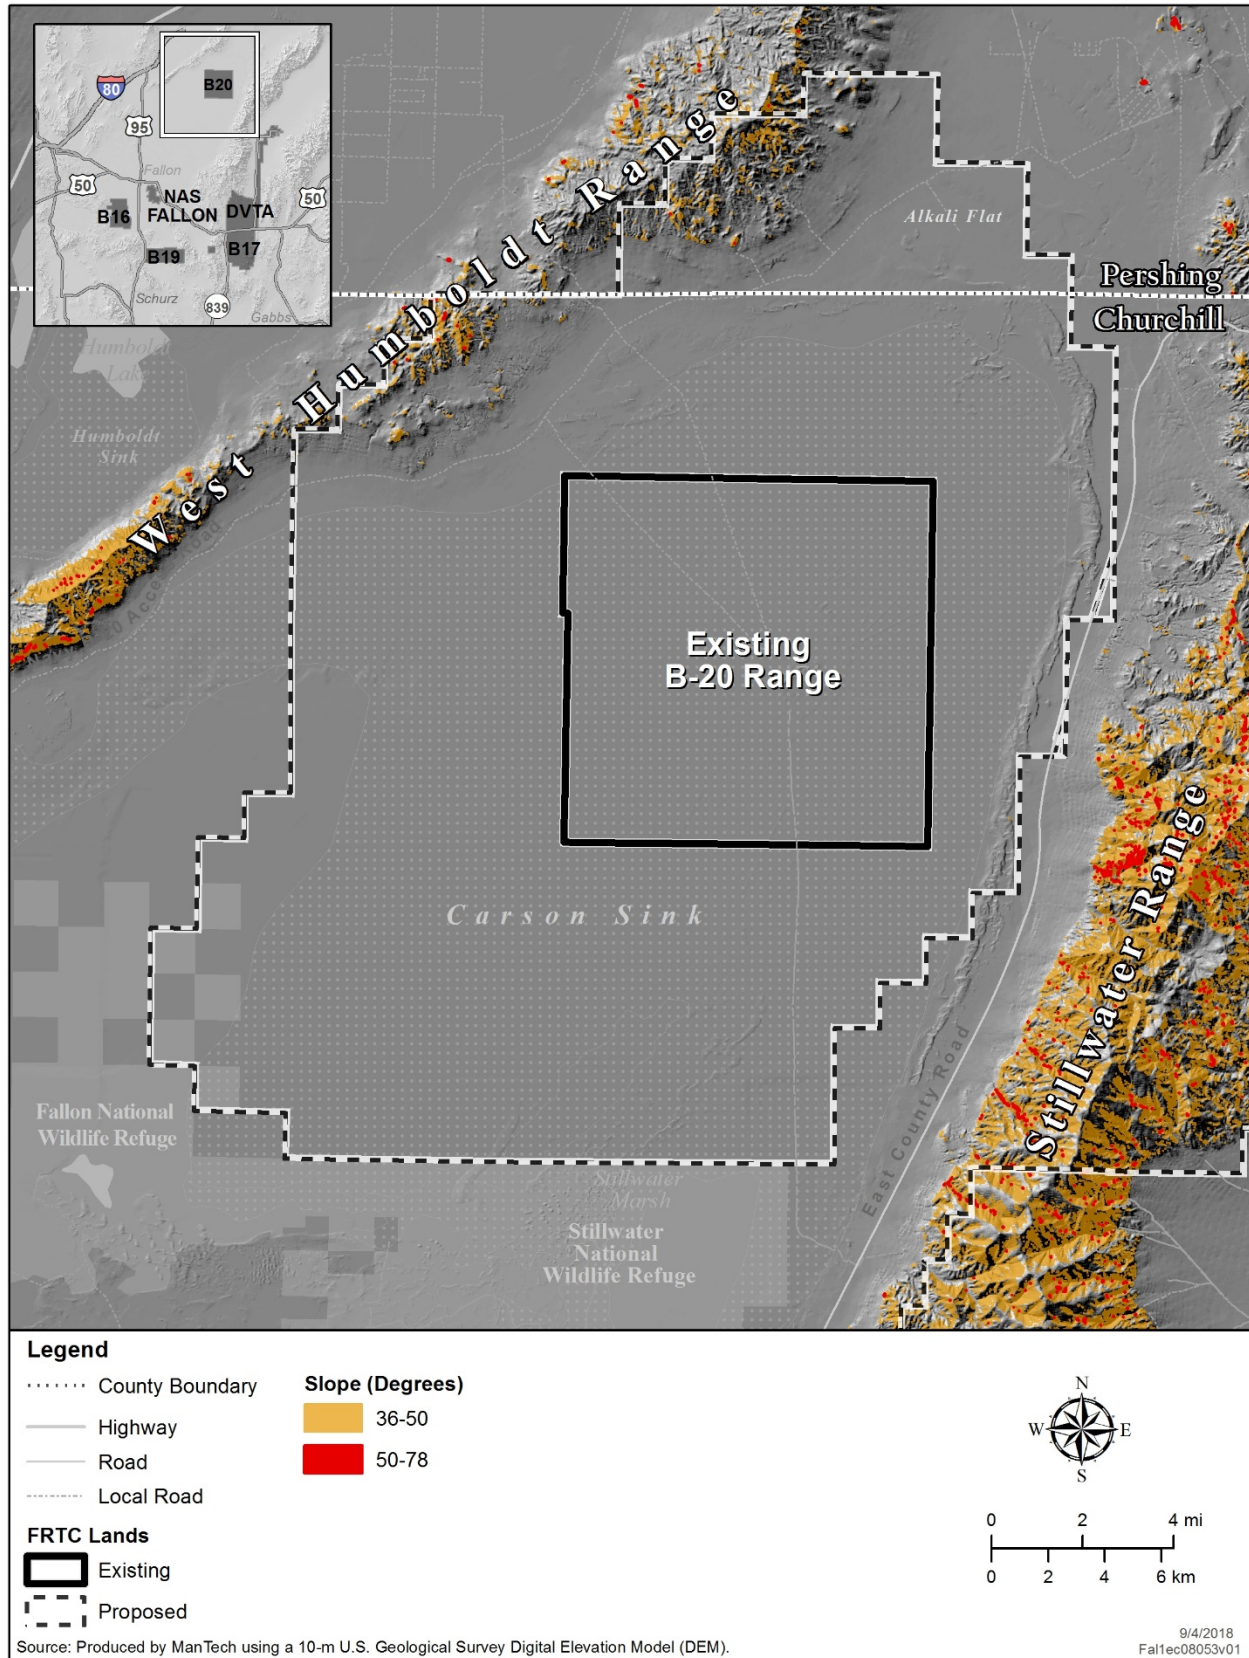 80
B20
95
Fallon
50
NAS
FALLON
DVTA
50
B16
B19
B17
Schurz
839
Gabbs
West Humboldt Range
Alkali Flat
Pershing
Churchill
Humboldt
Lake
Humboldt
Sink
Existing
B-20 Range
Carson Sink
Stillwater Range
East County Road
Fallon National
Wildlife Refuge
Stillwater
Marsh
Stillwater
National
Wildlife Refuge
Legend
County Boundary
Highway
Road
Local Road
FRTC Lands
Existing
Proposed
Slope (Degrees)
36-50
50-78
N
W E
S
0 2 4 mi
0 2 4 6 km
Source: Produced by ManTech using a 10-m U.S. Geological Survey Digital Elevation Model (DEM).
9/4/2018
Fal1ec08053v01